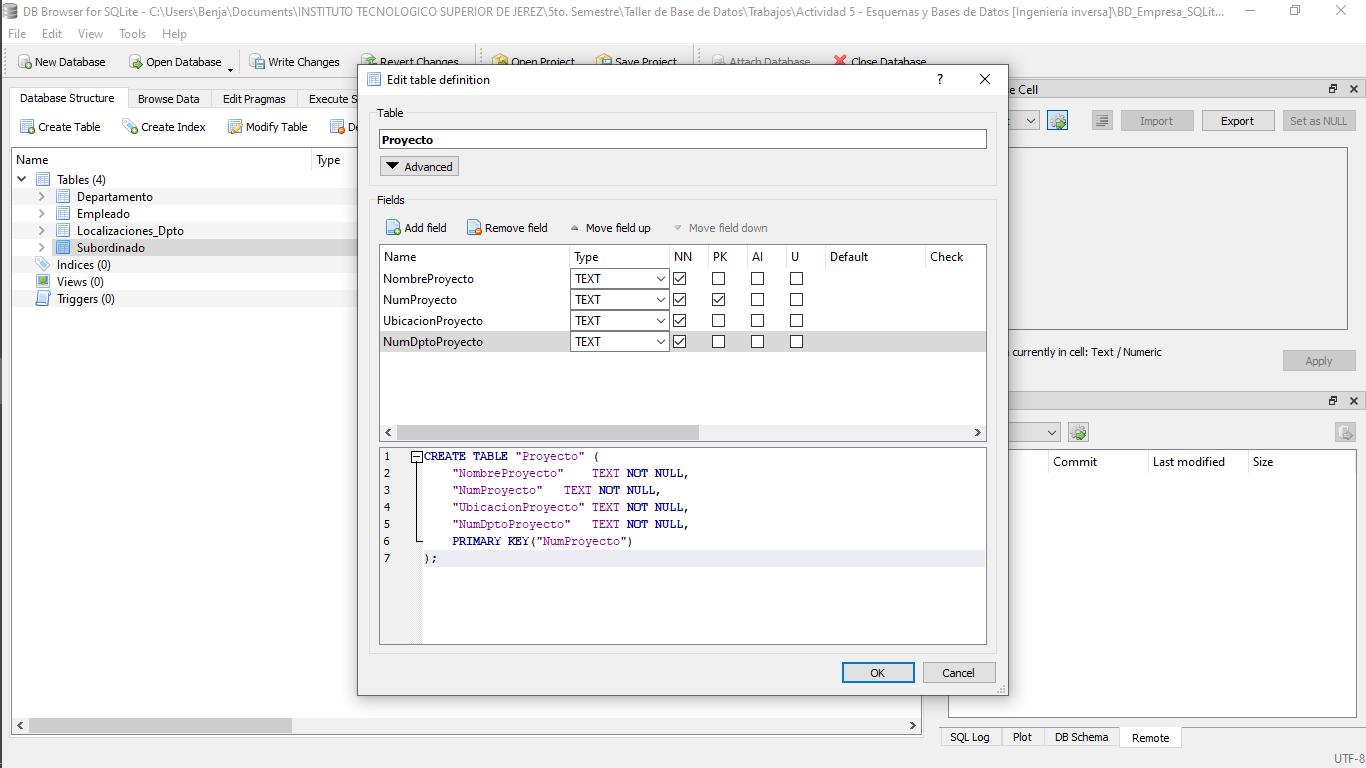 DB Browser for SQLite - C:\Users\Benja\Documents\INSTITUTO TECNOLOGICO SUPERIOR DE JEREZ\5to. Semestre\Taller de Base de Datos\Trabajos\Actividad 5 - Esquemas y Bases de Datos [Ingeniería inversa]\BD_Empresa_SQLit...
File Edit View Tools Help
New Database Open Database Write Changes Revert Changes Open Project Save Project Attach Database Close Database
Database Structure Browse Data Edit Pragmas Execute S
Create Table Create Index Modify Table De
Name Type
Tables (4)
Departamento
Empleado
Localizaciones_Dpto
Subordinado
Indices (0)
Views (0)
Triggers (0)
Edit table definition ?
Table
Proyecto
Advanced
Fields
Add field Remove field Move field up Move field down
Name Type NN PK AI U Default Check
NombreProyecto TEXT
NumProyecto TEXT
UbicacionProyecto TEXT
NumDptoProyecto TEXT
1 CREATE TABLE "Proyecto" (
2 "NombreProyecto" TEXT NOT NULL,
3 "NumProyecto" TEXT NOT NULL,
4 "UbicacionProyecto" TEXT NOT NULL,
5 "NumDptoProyecto" TEXT NOT NULL,
6 PRIMARY KEY("NumProyecto")
7 );
OK Cancel
e Cell
Import Export Set as NULL
currently in cell: Text / Numeric
Apply
Commit Last modified Size
SQL Log Plot DB Schema Remote
UTF-8